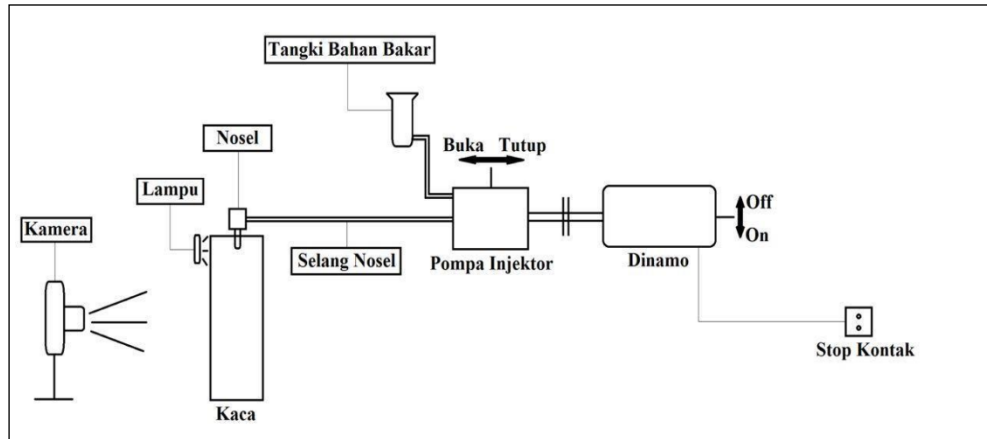 Tangki Bahan Bakar
Nosel
Buka Tutup
Lampu
Off
Kamera
On
Selang Nosel
Pompa Injektor
Dinamo
Stop Kontak
Kaca